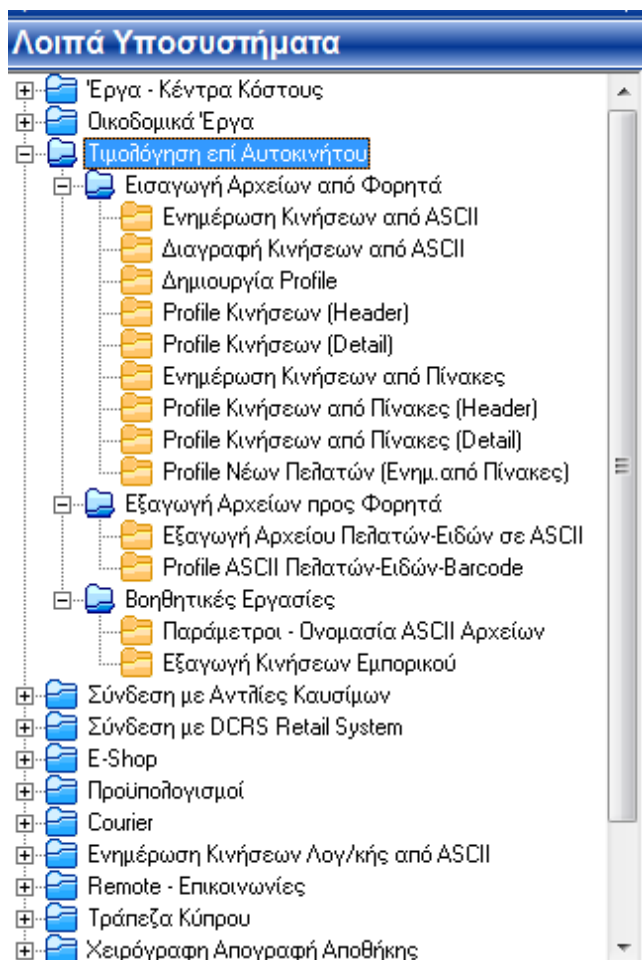 Λοιπά Υποσυστήματα
Έργα - Κέντρα Κόστους
Οικοδομικά Έργα
Τιμολόγηση επί Αυτοκινήτου
Εισαγωγή Αρχείων από Φορητά
Ενημέρωση Κινήσεων από ASCII
Διαγραφή Κινήσεων από ASCII
Δημιουργία Profile
Profile Κινήσεων (Header)
Profile Κινήσεων (Detail)
Ενημέρωση Κινήσεων από Πίνακες
Profile Κινήσεων από Πίνακες (Header)
Profile Κινήσεων από Πίνακες (Detail)
Profile Νέων Πελατών (Ενημ.από Πίνακες)
Εξαγωγή Αρχείων προς Φορητά
Εξαγωγή Αρχείου Πελατών-Ειδών σε ASCII
Profile ASCII Πελατών-Ειδών-Barcode
Βοηθητικές Εργασίες
Παράμετροι - Ονομασία ASCII Αρχείων
Εξαγωγή Κινήσεων Εμπορικού
Σύνδεση με Αντλίες Καυσίμων
Σύνδεση με DCRS Retail System
E-Shop
Προϋπολογισμοί
Courier
Ενημέρωση Κινήσεων Λογ/κής από ASCII
Remote - Επικοινωνίες
Τράπεζα Κύπρου
Χειρόγραφη Απογραφή Αποθήκης